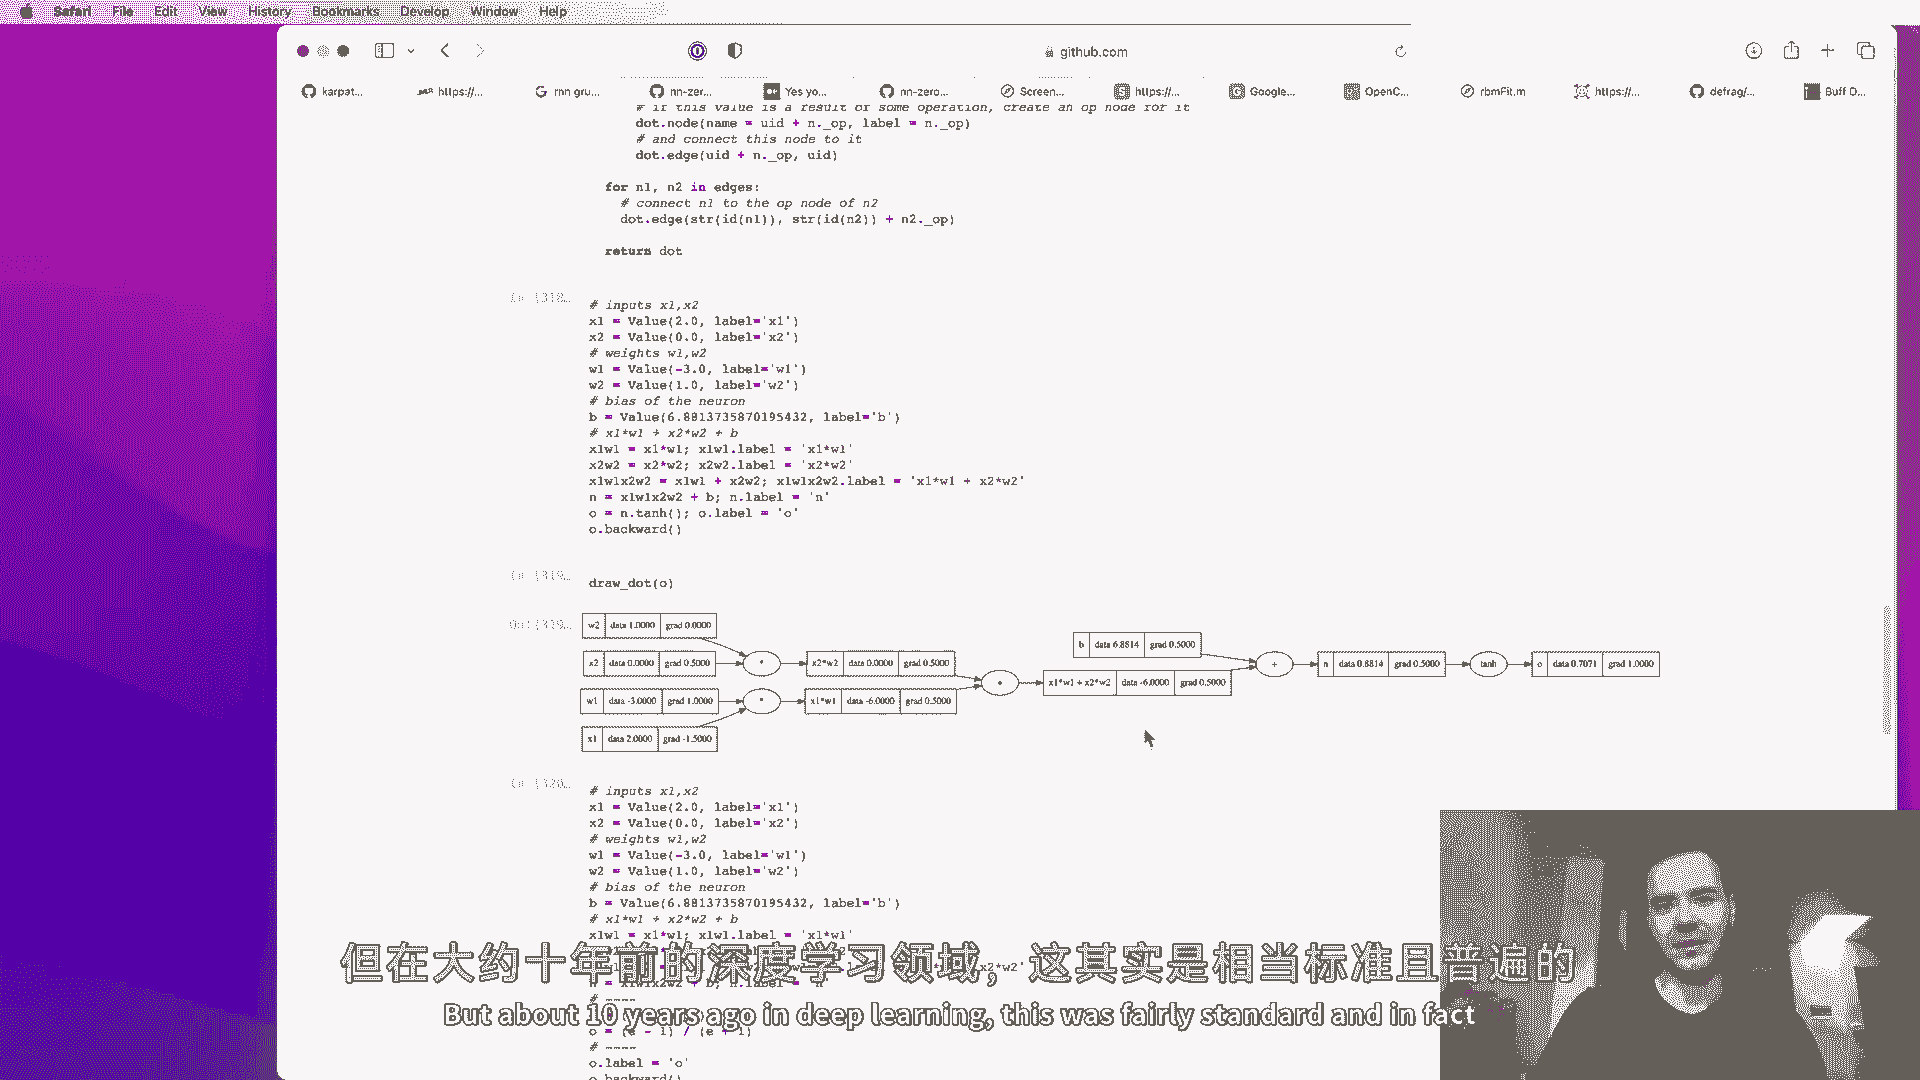 Safari File Edit View History Bookmarks Develop Window Help
github.com
karpat... https://... rnn gru... nn-zer... Yes yo... nn-zero... Screen... https://... Google... OpenC... rbmFit.m https://... defrag/... Buff D...
# if this value is a result of some operation, create an op node for it
dot.node(name = uid + n._op, label = n._op)
# and connect this node to it
dot.edge(uid + n._op, uid)
for n1, n2 in edges:
# connect n1 to the op node of n2
dot.edge(str(id(n1)), str(id(n2)) + n2._op)
return dot
In [318...
# inputs x1,x2
x1 = Value(2.0, label='x1')
x2 = Value(0.0, label='x2')
# weights w1,w2
w1 = Value(-3.0, label='w1')
w2 = Value(1.0, label='w2')
# bias of the neuron
b = Value(6.8813735870195432, label='b')
# x1*w1 + x2*w2 + b
x1w1 = x1*w1; x1w1.label = 'x1*w1'
x2w2 = x2*w2; x2w2.label = 'x2*w2'
x1w1x2w2 = x1w1 + x2w2; x1w1x2w2.label = 'x1*w1 + x2*w2'
n = x1w1x2w2 + b; n.label = 'n'
o = n.tanh(); o.label = 'o'
o.backward()
In [319...
draw_dot(o)
Out[319...
w2 data 1.0000 grad 0.0000
x2 data 0.0000 grad 0.5000 * x2*w2 data 0.0000 grad 0.5000
w1 data -3.0000 grad 1.0000 * x1*w1 data -6.0000 grad 0.5000
x1 data 2.0000 grad -1.5000
+ x1*w1 + x2*w2 data -6.0000 grad 0.5000
b data 6.8814 grad 0.5000
+ n data 0.8814 grad 0.5000 tanh o data 0.7071 grad 1.0000
In [320...
# inputs x1,x2
x1 = Value(2.0, label='x1')
x2 = Value(0.0, label='x2')
# weights w1,w2
w1 = Value(-3.0, label='w1')
w2 = Value(1.0, label='w2')
# bias of the neuron
b = Value(6.8813735870195432, label='b')
# x1*w1 + x2*w2 + b
x1w1 = x1*w1; x1w1.label = 'x1*w1'
x2*w2'
n = x1w1x2w2 + b; n.label = 'n'
# ----
o = (e - 1) / (e + 1)
# ----
o.label = 'o'
o.backward()
但在大约十年前的深度学习领域，这其实是相当标准且普遍的
But about 10 years ago in deep learning, this was fairly standard and in fact